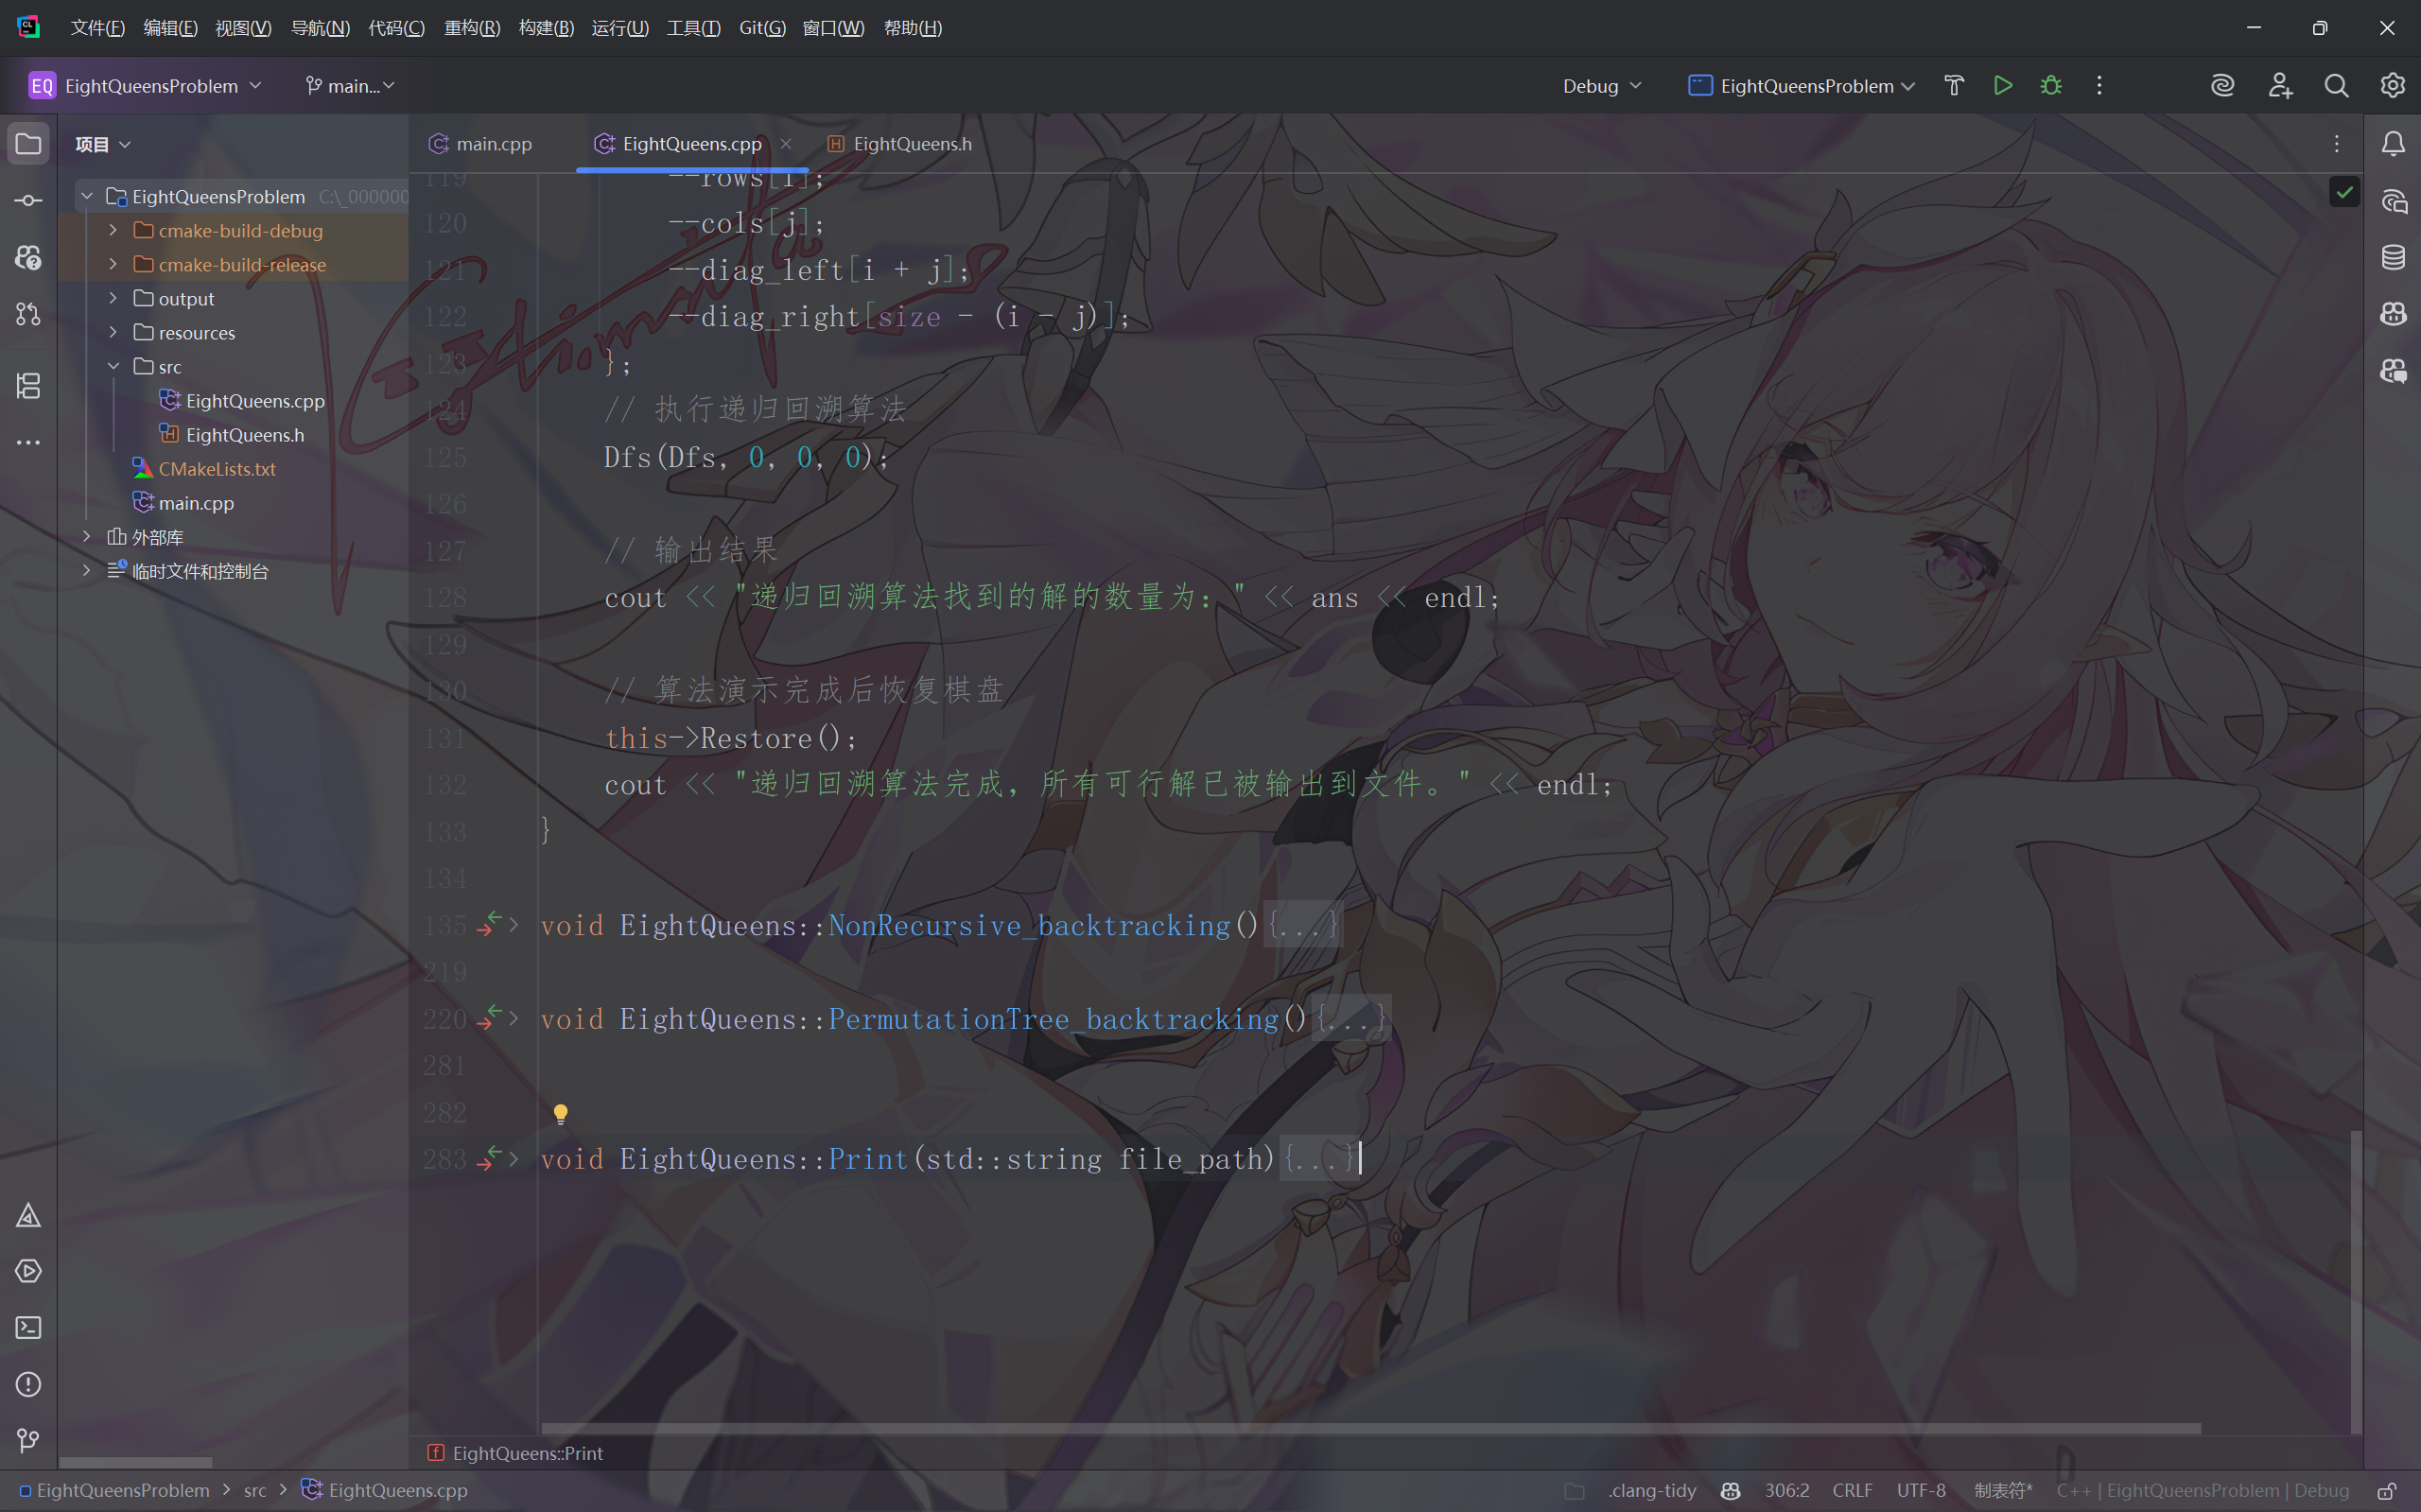 文件(F) 编辑(E) 视图(V) 导航(N) 代码(C) 重构(R) 构建(B) 运行(U) 工具(T) Git(G) 窗口(W) 帮助(H)
EQ EightQueensProblem main... Debug EightQueensProblem
项目
EightQueensProblem C:\_000000
cmake-build-debug
cmake-build-release
output
resources
src
EightQueens.cpp
EightQueens.h
CMakeLists.txt
main.cpp
外部库
临时文件和控制台
main.cpp EightQueens.cpp EightQueens.h
119 --rows[i];
120 --cols[j];
121 --diag_left[i + j];
122 --diag_right[size - (i - j)];
123 };
124 // 执行递归回溯算法
125 Dfs(Dfs, 0, 0, 0);
126
127 // 输出结果
128 cout << "递归回溯算法找到的解的数量为：" << ans << endl;
129
130 // 算法演示完成后恢复棋盘
131 this->Restore();
132 cout << "递归回溯算法完成，所有可行解已被输出到文件。" << endl;
133 }
134
135 void EightQueens::NonRecursive_backtracking(){...}
219
220 void EightQueens::PermutationTree_backtracking(){...}
281
282
283 void EightQueens::Print(std::string file_path){...}
EightQueens::Print
EightQueensProblem > src > EightQueens.cpp .clang-tidy 306:2 CRLF UTF-8 制表符* C++ | EightQueensProblem | Debug